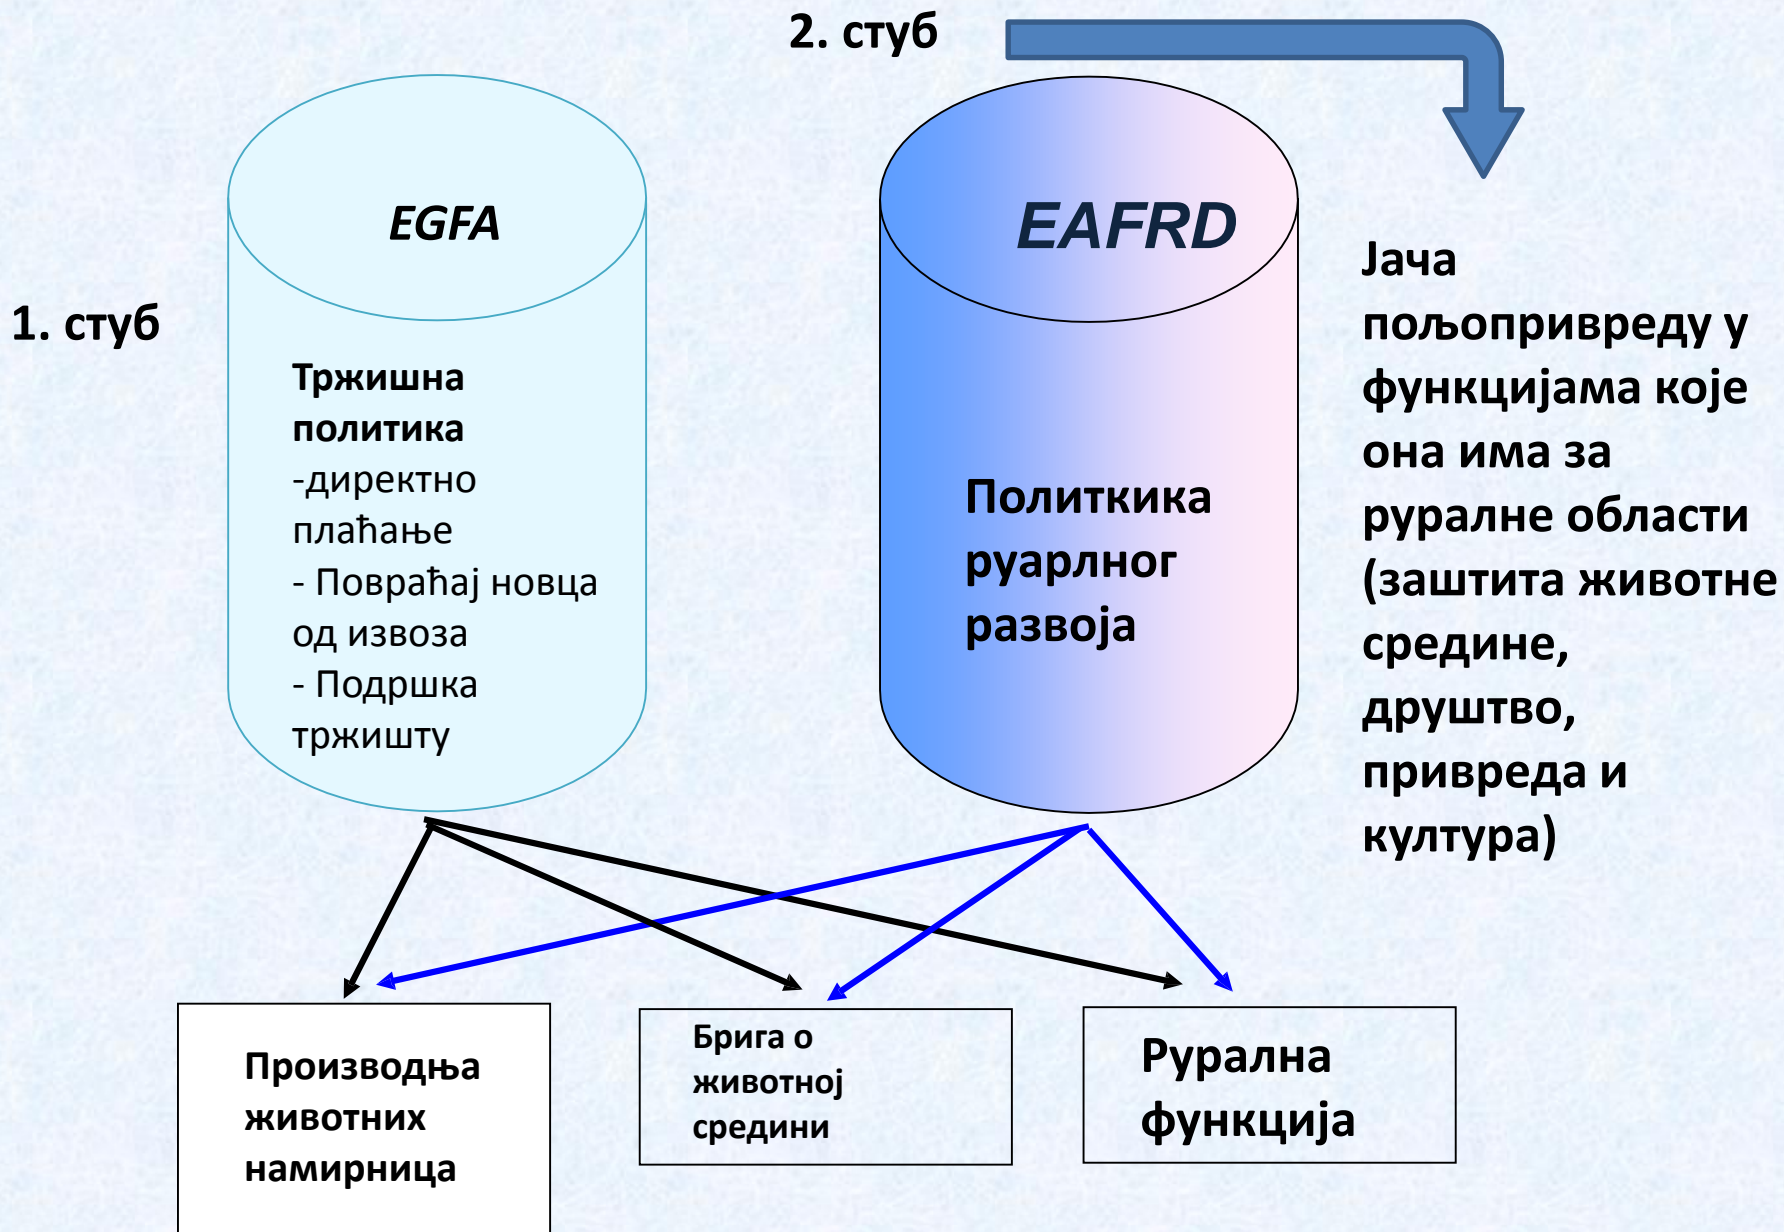 2. стуб
1. стуб
EGFA
Тржишна
политика
-директно
плаћање
- Повраћај новца
од извоза
- Подршка
тржишту
EAFRD
Политкика
руарлног
развоја
Јача
пољопривреду у
функцијама које
она има за
руралне области
(заштита животне
средине,
друштво,
привреда и
култура)
Производња
животних
намирница
Брига о
животној
средини
Рурална
функција